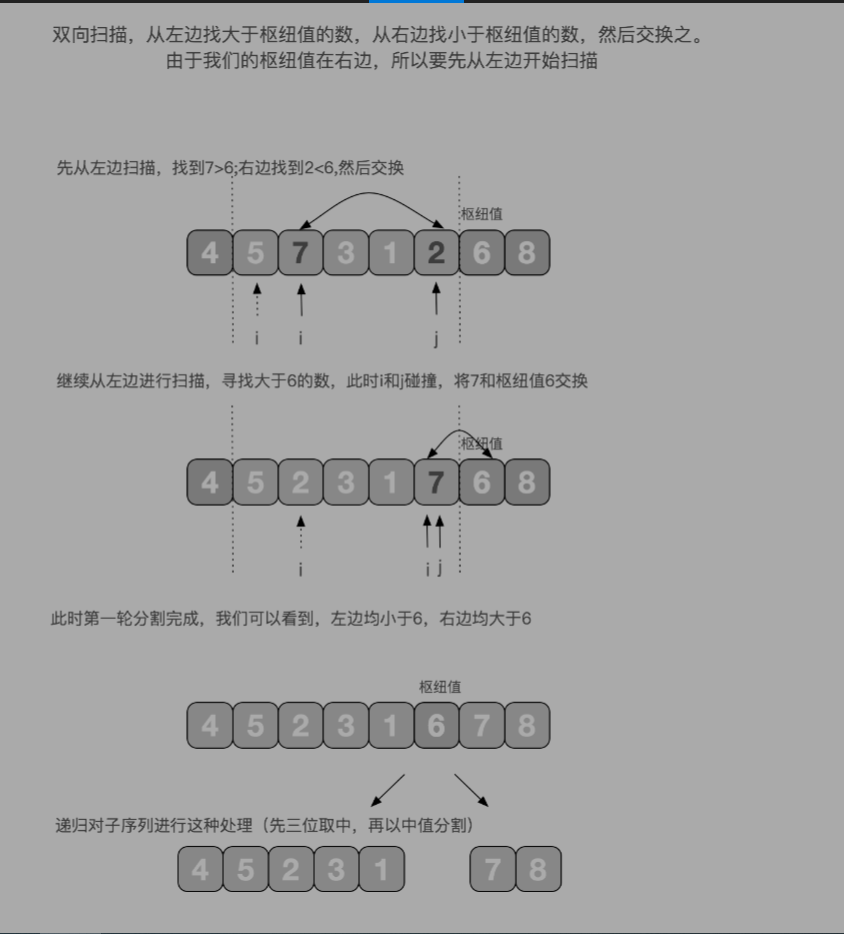 双向扫描，从左边找大于枢纽值的数，从右边找小于枢纽值的数，然后交换之。
由于我们的枢纽值在右边，所以要先从左边开始扫描
先从左边扫描，找到7>6;右边找到2<6,然后交换
枢纽值
4 5 7 3 1 2 6 8
i i j
继续从左边进行扫描，寻找大于6的数，此时i和j碰撞，将7和枢纽值6交换
枢纽值
4 5 2 3 1 7 6 8
i i j
此时第一轮分割完成，我们可以看到，左边均小于6，右边均大于6
枢纽值
4 5 2 3 1 6 7 8
递归对子序列进行这种处理（先三位取中，再以中值分割）
4 5 2 3 1 7 8